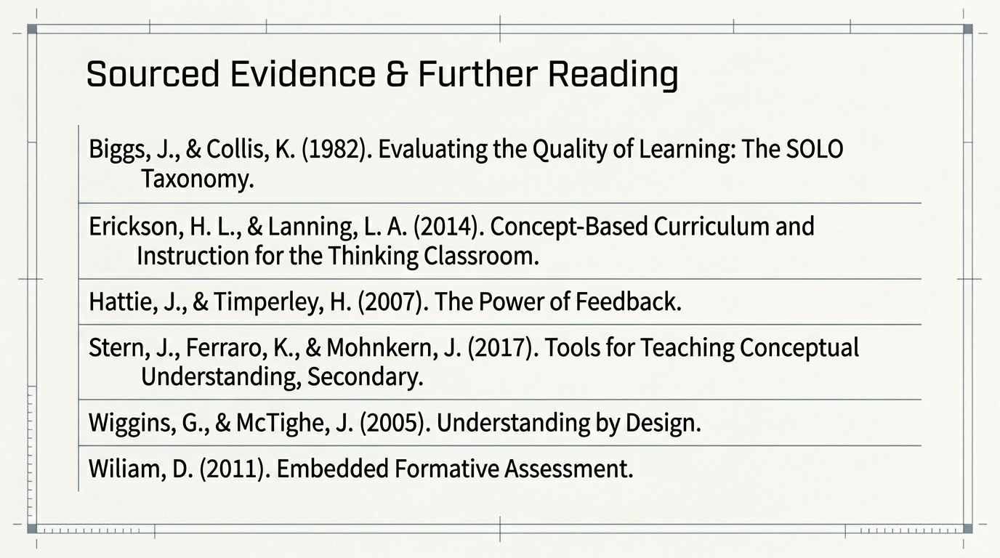 Sourced Evidence & Further Reading
Biggs, J., & Collis, K. (1982). Evaluating the Quality of Learning: The SOLO
Taxonomy.
Erickson, H. L., & Lanning, L. A. (2014). Concept-Based Curriculum and
Instruction for the Thinking Classroom.
Hattie, J., & Timperley, H. (2007). The Power of Feedback.
Stern, J., Ferraro, K., & Mohnkern, J. (2017). Tools for Teaching Conceptual
Understanding, Secondary.
Wiggins, G., & McTighe, J. (2005). Understanding by Design.
Wiliam, D. (2011). Embedded Formative Assessment.